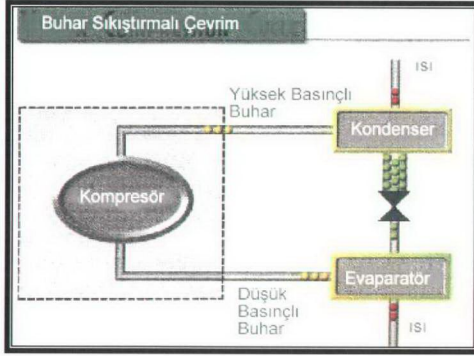 Buhar Sıkıştırmalı Çevrim
ISI
Yüksek Basınçlı
Buhar
Kondenser
Kompresör
Evaparatör
Düşük
Basınçlı
Buhar
ISI